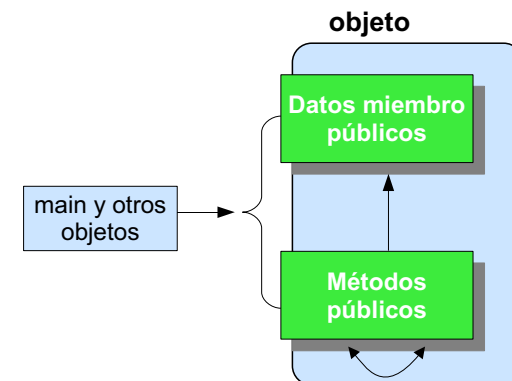 objeto
Datos miembro
públicos
main y otros
objetos
Métodos
públicos